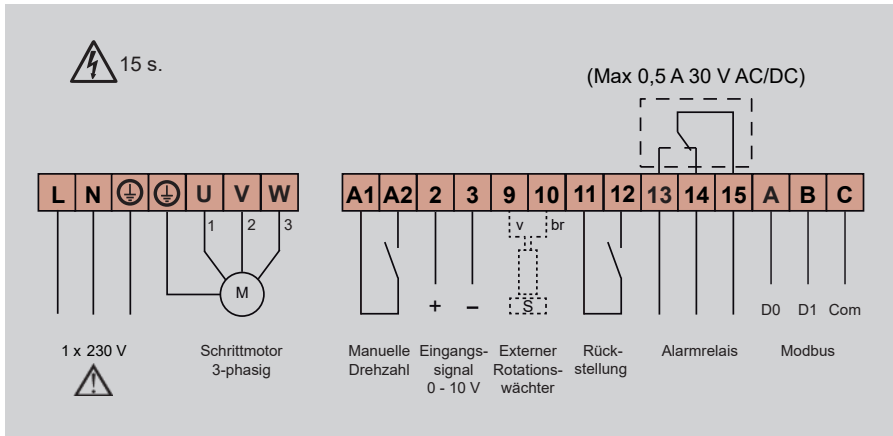 15 s.
(Max 0,5 A 30 V AC/DC)
L N U V W
A1 A2 2 3 9 10 11 12 13 14 15 A B C
1 2 3
v br
M
+ –
S
D0 D1 Com
1 x 230 V
Schrittmotor
3-phasig
Manuelle
Drehzahl
Eingangs-
signal
0 - 10 V
Externer
Rotations-
wächter
Rück-
stellung
Alarmrelais
Modbus